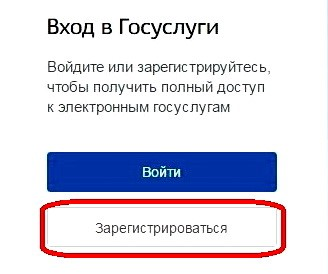 Вход в Госуслуги
Войдите или зарегистрируйтесь,
чтобы получить полный доступ
к электронным госуслугам
Войти
Зарегистрироваться